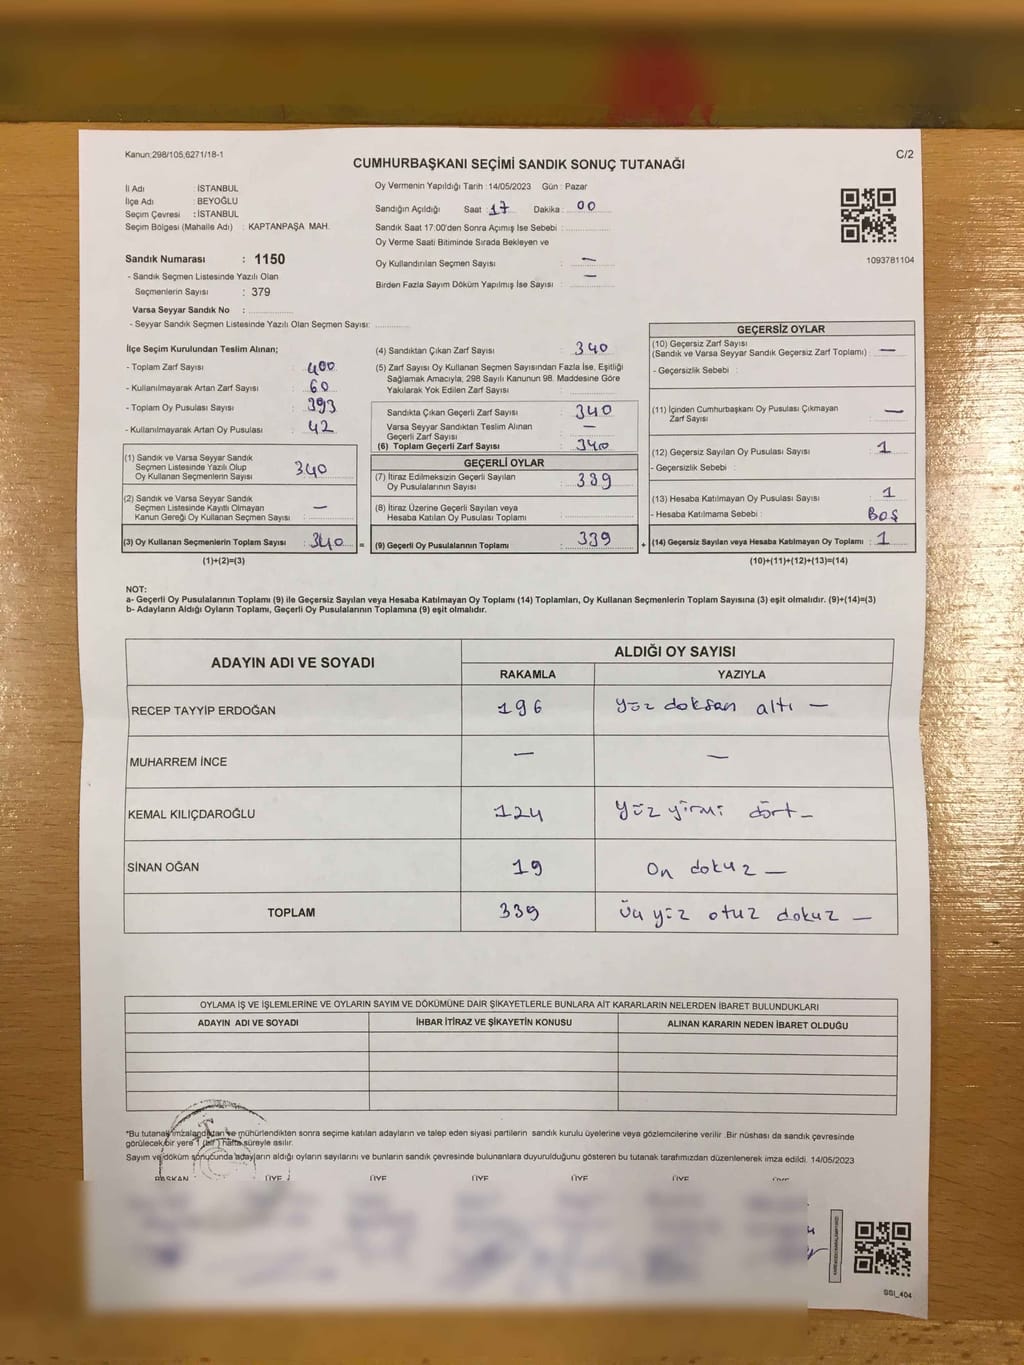 Kanun;298/105,6271/18-1
C/2
CUMHURBAŞKANI SEÇİMİ SANDIK SONUÇ TUTANAĞI
İl Adı : İSTANBUL
İlçe Adı : BEYOĞLU
Seçim Çevresi : İSTANBUL
Seçim Bölgesi (Mahalle Adı) : KAPTANPAŞA MAH.
Sandık Numarası : 1150
- Sandık Seçmen Listesinde Yazılı Olan
Seçmenlerin Sayısı : 379
Varsa Seyyar Sandık No :
- Seyyar Sandık Seçmen Listesinde Yazılı Olan Seçmen Sayısı:
Oy Vermenin Yapıldığı Tarih : 14/05/2023 Gün : Pazar
Sandığın Açıldığı Saat : 17 Dakika : 00
Sandık Saat 17:00'den Sonra Açımış İse Sebebi :
Oy Verme Saati Bitiminde Sırada Bekleyen ve
Oy Kullandırılan Seçmen Sayısı : —
Birden Fazla Sayım Döküm Yapılmış İse Sayısı : —
1093781104
İlçe Seçim Kurulundan Teslim Alınan;
- Toplam Zarf Sayısı : 400
- Kullanılmayarak Artan Zarf Sayısı : 60
- Toplam Oy Pusulası Sayısı : 393
- Kullanılmayarak Artan Oy Pusulası : 42
(1) Sandık ve Varsa Seyyar Sandık
Seçmen Listesinde Yazılı Olup
Oy Kullanan Seçmenlerin Sayısı : 340
(2) Sandık ve Varsa Seyyar Sandık
Seçmen Listesinde Kayıtlı Olmayan
Kanun Gereği Oy Kullanan Seçmen Sayısı : —
(3) Oy Kullanan Seçmenlerin Toplam Sayısı : 340 =
(1)+(2)=(3)
(4) Sandıktan Çıkan Zarf Sayısı : 340
(5) Zarf Sayısı Oy Kullanan Seçmen Sayısından Fazla İse, Eşitliği
Sağlamak Amacıyla, 298 Sayılı Kanunun 98. Maddesine Göre
Yakılarak Yok Edilen Zarf Sayısı :
Sandıkta Çıkan Geçerli Zarf Sayısı : 340
Varsa Seyyar Sandıktan Teslim Alınan
Geçerli Zarf Sayısı : —
(6) Toplam Geçerli Zarf Sayısı : 340
GEÇERLİ OYLAR
(7) İtiraz Edilmeksizin Geçerli Sayılan
Oy Pusulalarının Sayısı : 339
(8) İtiraz Üzerine Geçerli Sayılan veya
Hesaba Katılan Oy Pusulası Toplamı :
(9) Geçerli Oy Pusulalarının Toplamı : 339 +
GEÇERSİZ OYLAR
(10) Geçersiz Zarf Sayısı
(Sandık ve Varsa Seyyar Sandık Geçersiz Zarf Toplamı) : —
- Geçersizlik Sebebi :
(11) İçinden Cumhurbaşkanı Oy Pusulası Çıkmayan
Zarf Sayısı : —
(12) Geçersiz Sayılan Oy Pusulası Sayısı : 1
- Geçersizlik Sebebi :
(13) Hesaba Katılmayan Oy Pusulası Sayısı : 1
- Hesaba Katılmama Sebebi : BOŞ
(14) Geçersiz Sayılan veya Hesaba Katılmayan Oy Toplamı : 1
(10)+(11)+(12)+(13)=(14)
NOT:
a- Geçerli Oy Pusulalarının Toplamı (9) ile Geçersiz Sayılan veya Hesaba Katılmayan Oy Toplamı (14) Toplamları, Oy Kullanan Seçmenlerin Toplam Sayısına (3) eşit olmalıdır. (9)+(14)=(3)
b- Adayların Aldığı Oyların Toplamı, Geçerli Oy Pusulalarının Toplamına (9) eşit olmalıdır.
ADAYIN ADI VE SOYADI
ALDIĞI OY SAYISI
RAKAMLA YAZIYLA
RECEP TAYYİP ERDOĞAN 196 Yüz doksan altı —
MUHARREM İNCE — —
KEMAL KILIÇDAROĞLU 124 Yüz yirmi dört —
SİNAN OĞAN 19 On dokuz —
TOPLAM 339 Üç yüz otuz dokuz —
OYLAMA İŞ VE İŞLEMLERİNE VE OYLARIN SAYIM VE DÖKÜMÜNE DAİR ŞİKAYETLERLE BUNLARA AİT KARARLARIN NELERDEN İBARET BULUNDUKLARI
ADAYIN ADI VE SOYADI İHBAR İTİRAZ VE ŞİKAYETİN KONUSU ALINAN KARARIN NEDEN İBARET OLDUĞU
*Bu tutanak imzalandıktan ve mühürlendikten sonra seçime katılan adayların ve talep eden siyasi partilerin sandık kurulu üyelerine veya gözlemcilerine verilir .Bir nüshası da sandık çevresinde
görülecek bir yere 1 (bir) hafta süreyle asılır.
Sayım ve döküm sonucunda adayların aldığı oyların sayılarını ve bunların sandık çevresinde bulunanlara duyurulduğunu gösteren bu tutanak tarafımızdan düzenlenerek imza edildi. 14/05/2023
BAŞKAN ÜYE ÜYE ÜYE ÜYE ÜYE ÜYE
SSI_404